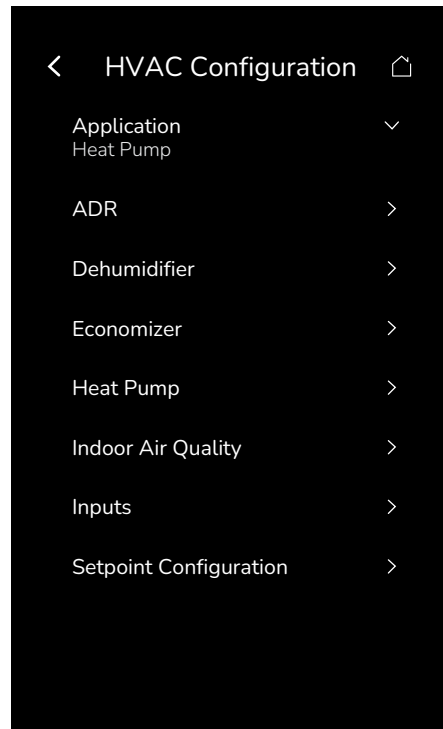 HVAC Configuration
Application
Heat Pump
ADR
Dehumidifier
Economizer
Heat Pump
Indoor Air Quality
Inputs
Setpoint Configuration